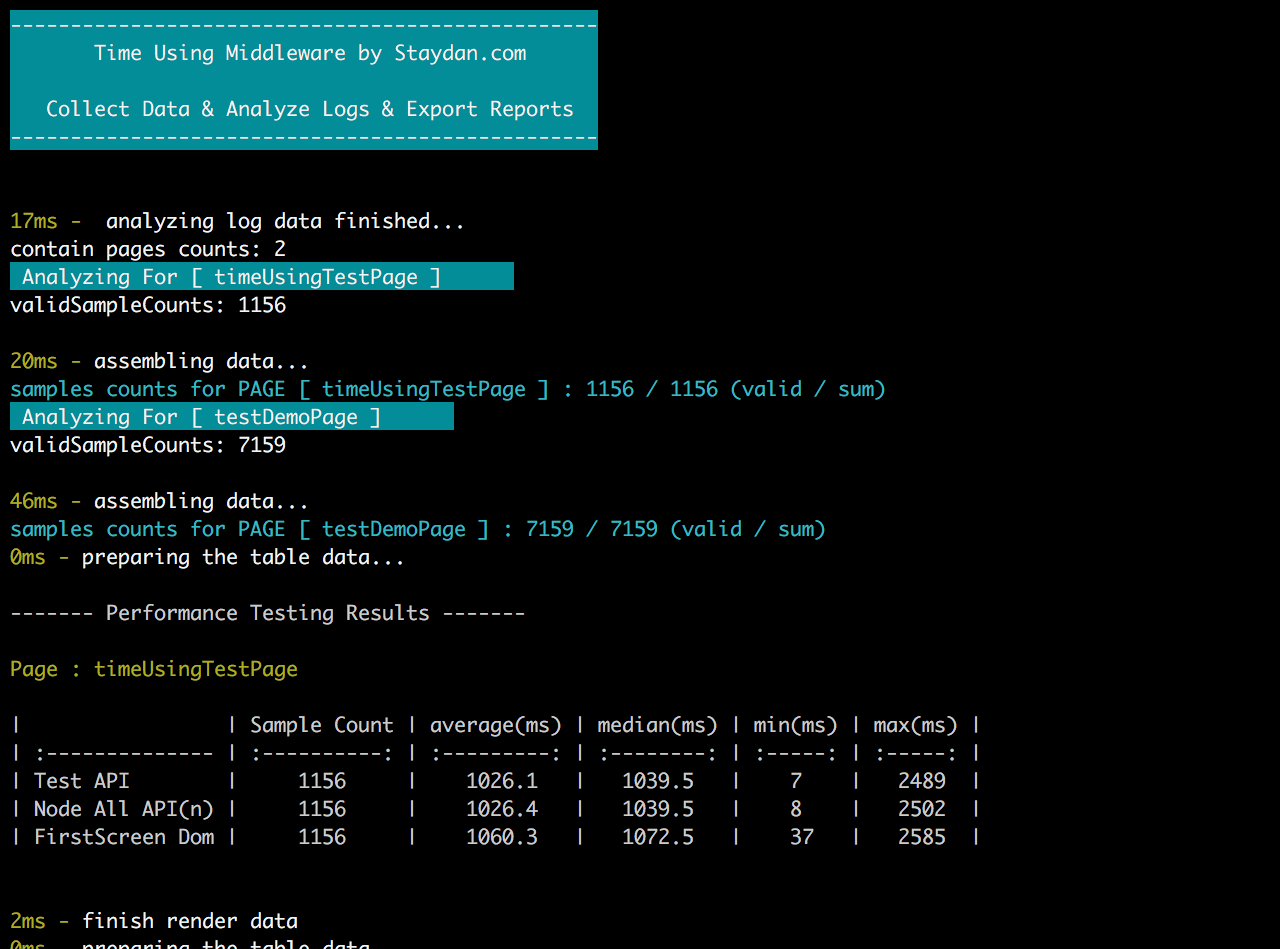 -------------------------------------------------
Time Using Middleware by Staydan.com
Collect Data & Analyze Logs & Export Reports
-------------------------------------------------
17ms -  analyzing log data finished...
contain pages counts: 2
Analyzing For [ timeUsingTestPage ]
validSampleCounts: 1156
20ms - assembling data...
samples counts for PAGE [ timeUsingTestPage ] : 1156 / 1156 (valid / sum)
Analyzing For [ testDemoPage ]
validSampleCounts: 7159
46ms - assembling data...
samples counts for PAGE [ testDemoPage ] : 7159 / 7159 (valid / sum)
0ms - preparing the table data...
------- Performance Testing Results -------
Page : timeUsingTestPage
|                 | Sample Count | average(ms) | median(ms) | min(ms) | max(ms) |
| :-------------- | :----------: | :---------: | :--------: | :-----: | :-----: |
| Test API        |     1156     |    1026.1   |   1039.5   |    7    |   2489  |
| Node All API(n) |     1156     |    1026.4   |   1039.5   |    8    |   2502  |
| FirstScreen Dom |     1156     |    1060.3   |   1072.5   |    37   |   2585  |
2ms - finish render data
0ms - preparing the table data...